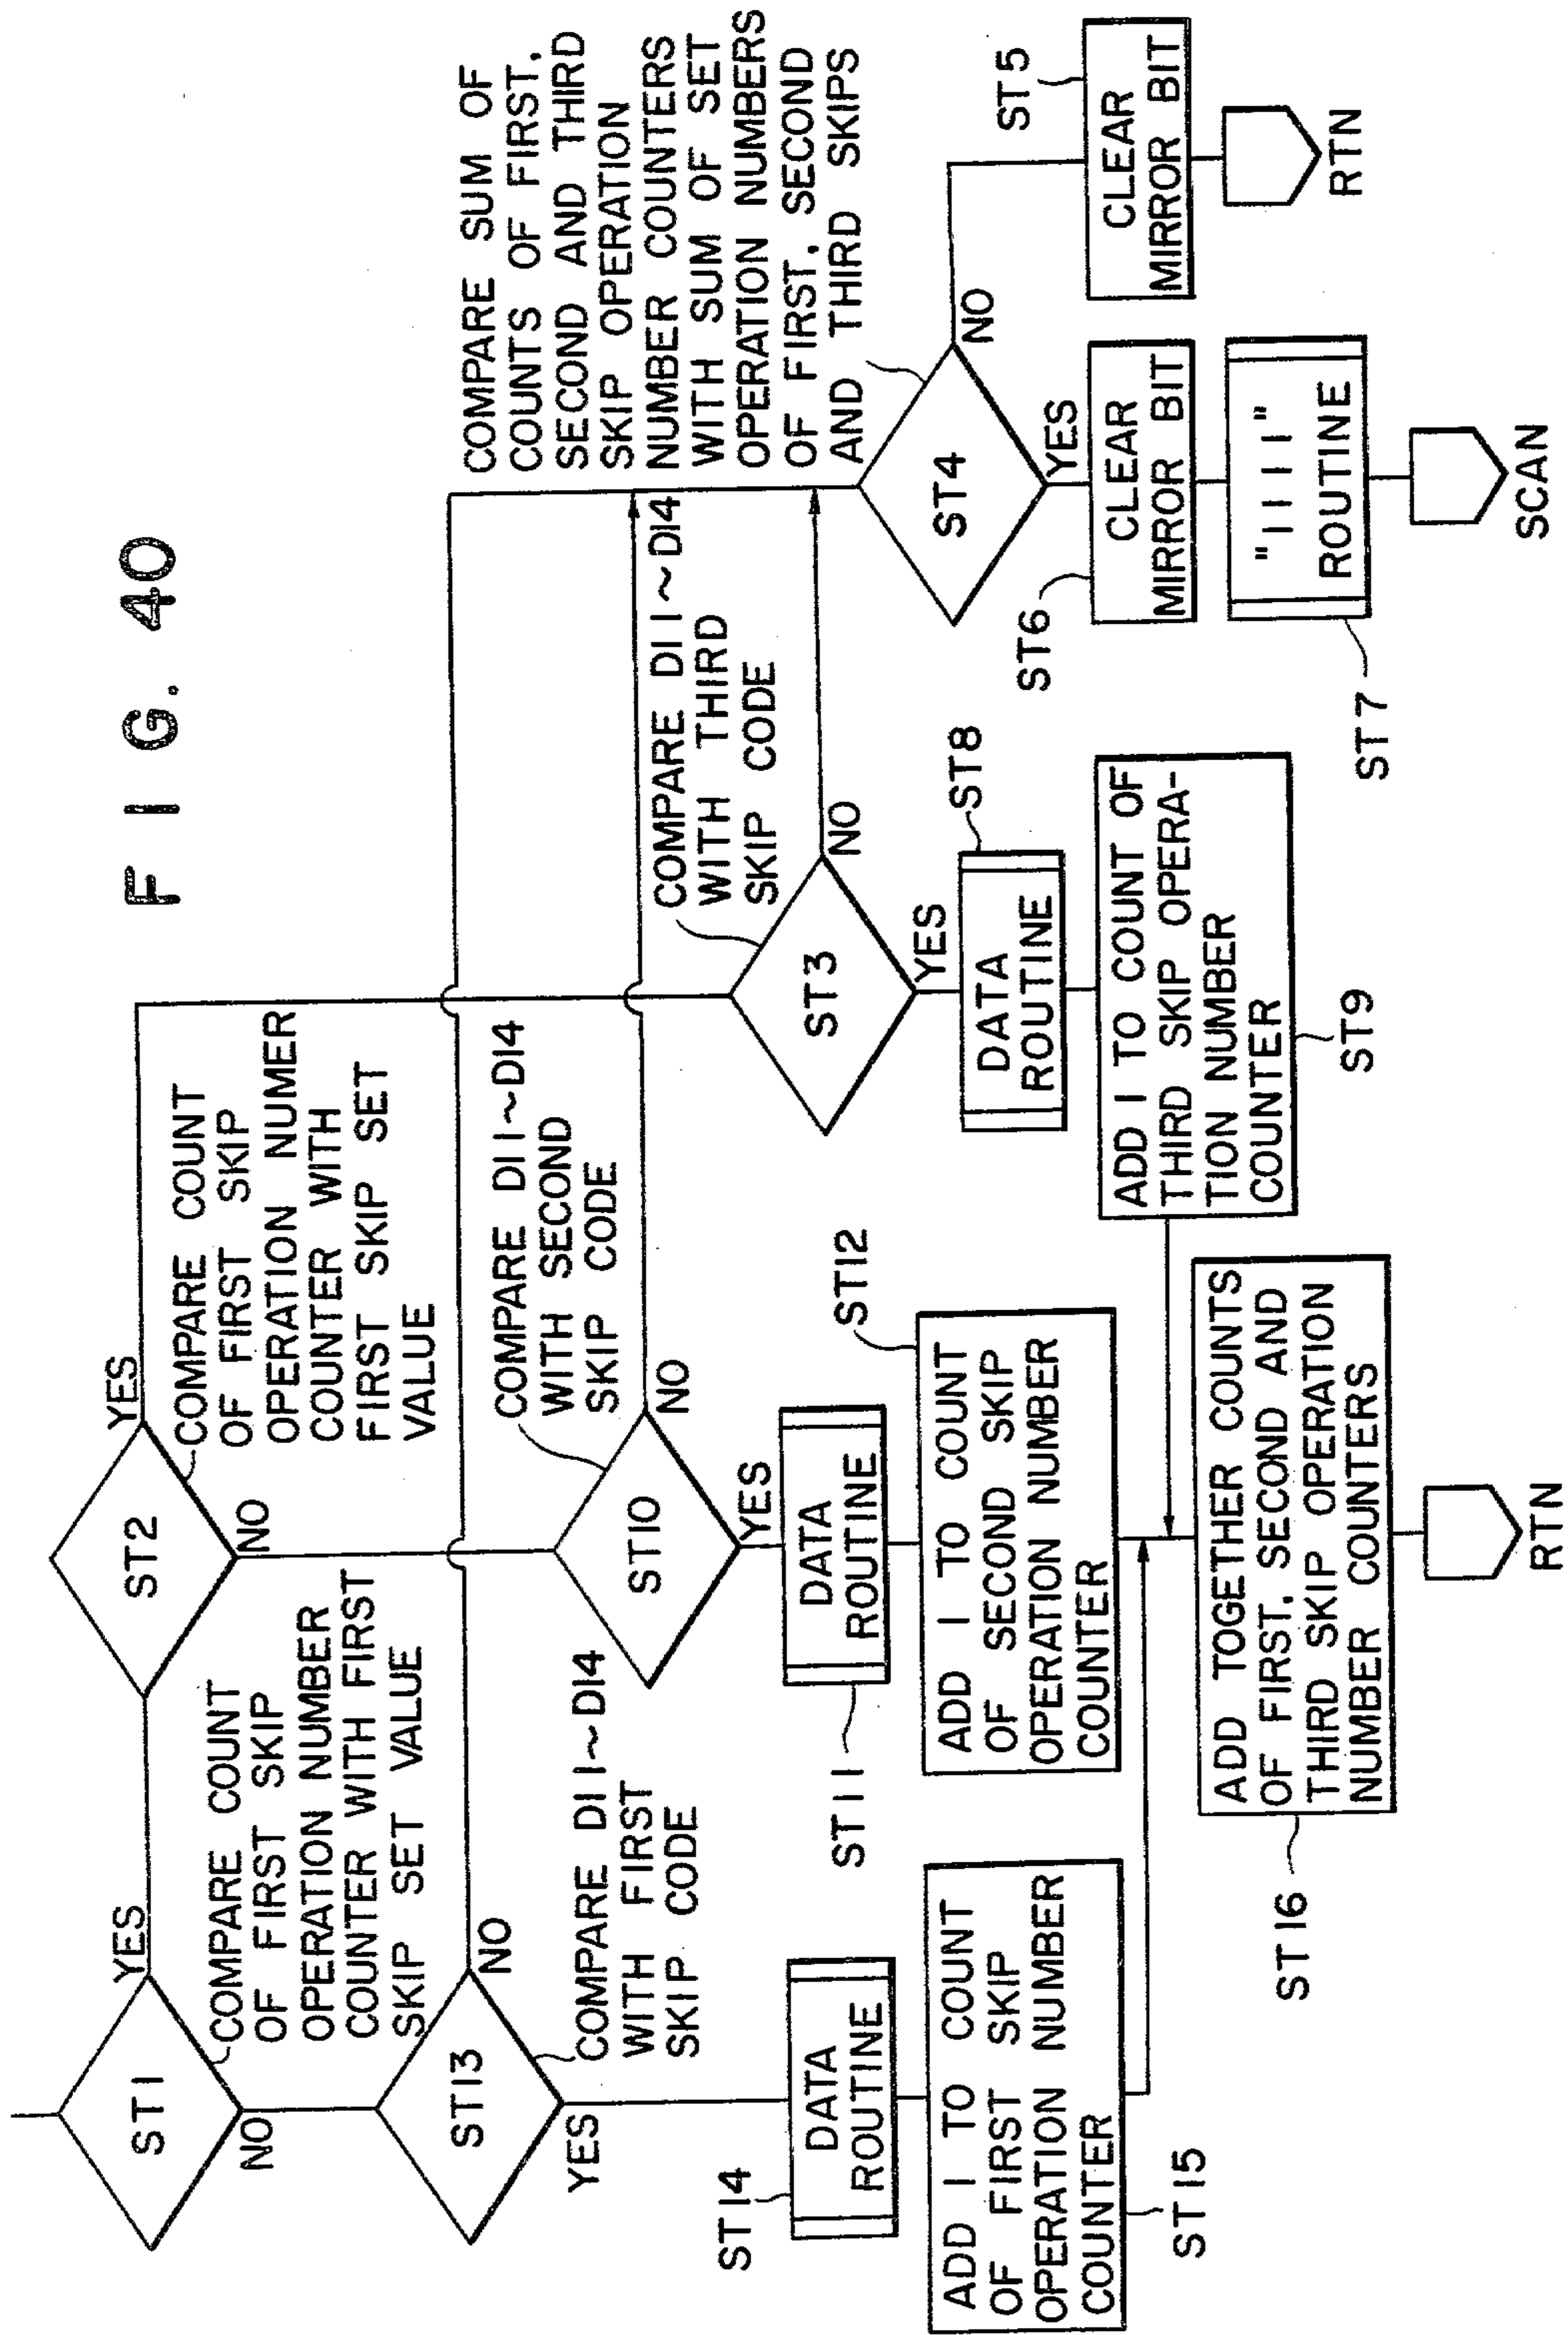 F I G. 40
ST1
YES
NO
COMPARE COUNT
OF FIRST SKIP
OPERATION NUMBER
COUNTER WITH FIRST
SKIP SET VALUE
ST2
YES
NO
COMPARE COUNT
OF FIRST SKIP
OPERATION NUMER
COUNTER WITH
FIRST SKIP SET
VALUE
ST13
NO
YES
COMPARE D11~D14
WITH FIRST
SKIP CODE
ST10
NO
YES
COMPARE D11~D14
WITH SECOND
SKIP CODE
ST3
NO
YES
COMPARE D11~D14
WITH THIRD
SKIP CODE
COMPARE SUM OF
COUNTS OF FIRST,
SECOND AND THIRD
SKIP OPERATION
NUMBER COUNTERS
WITH SUM OF SET
OPERATION NUMBERS
OF FIRST, SECOND
AND THIRD SKIPS
ST4
NO
YES
ST14
DATA
ROUTINE
ST11
DATA
ROUTINE
ST8
DATA
ROUTINE
ST6
CLEAR
MIRROR BIT
ST5
CLEAR
MIRROR BIT
RTN
ST15
ADD 1 TO COUNT
OF FIRST SKIP
OPERATION NUMBER
COUNTER
ST12
ADD 1 TO COUNT
OF SECOND SKIP
OPERATION NUMBER
COUNTER
ST9
ADD 1 TO COUNT OF
THIRD SKIP OPERA-
TION NUMBER
COUNTER
ST7
"1111"
ROUTINE
SCAN
ST16
ADD TOGETHER COUNTS
OF FIRST, SECOND AND
THIRD SKIP OPERATION
NUMBER COUNTERS
RTN